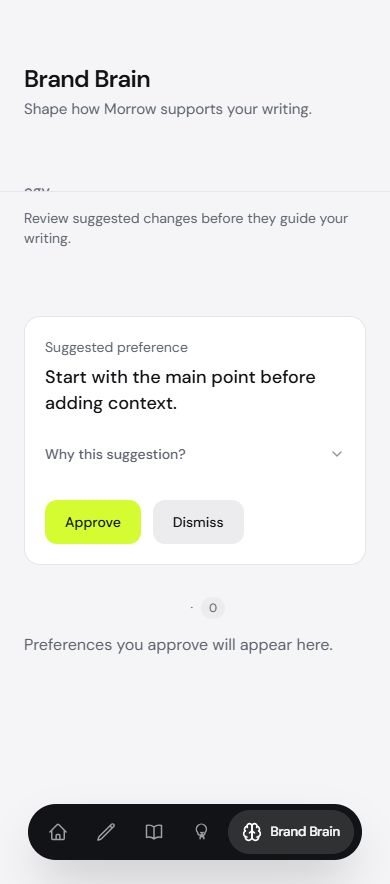 Brand Brain
Shape how Morrow supports your writing.
Review suggested changes before they guide your
writing.
Suggested preference
Start with the main point before
adding context.
Why this suggestion?
Approve
Dismiss
· 0
Preferences you approve will appear here.
Brand Brain